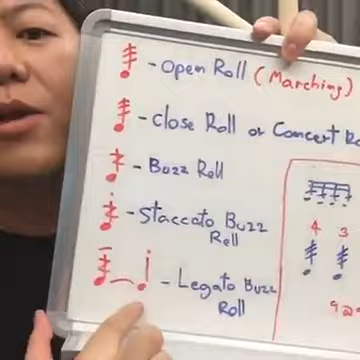 - Open Roll (Marching)
- Close Roll or Concert
- Buzz Roll
- Staccato Buzz
Roll
- Legato Buzz
Roll
4 3